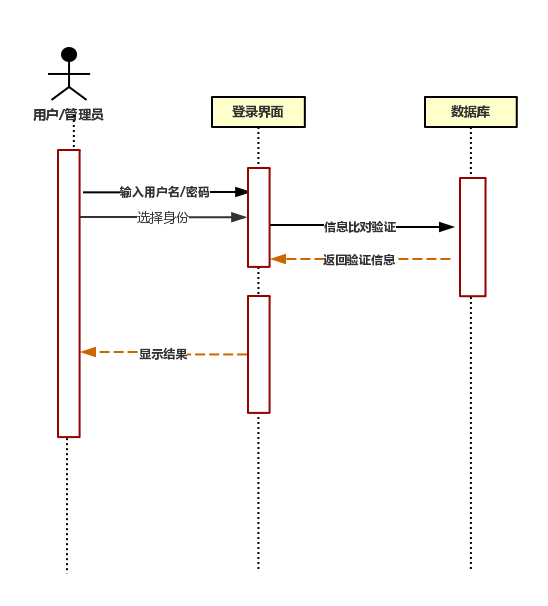 用户/管理员
登录界面
数据库
输入用户名/密码
选择身份
信息比对验证
返回验证信息
显示结果